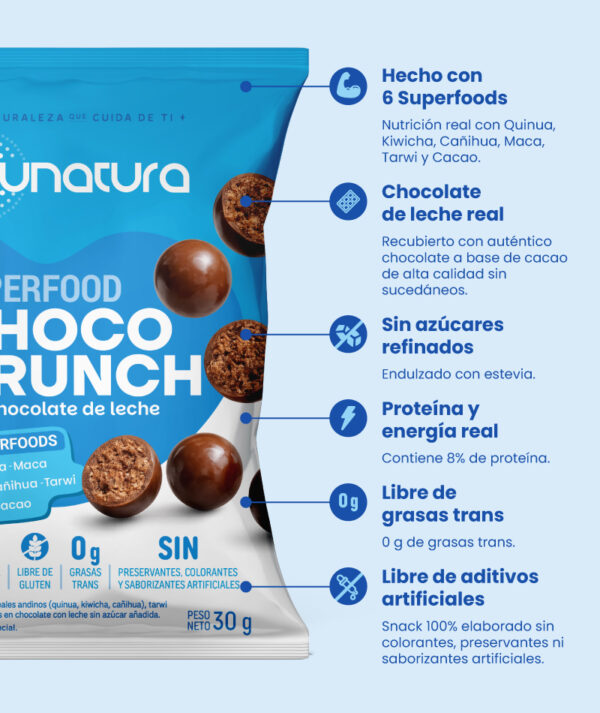 URALEZA QUE CUIDA DE TI +
unatura
PERFOOD
HOCO
RUNCH
hocolate de leche
RFOODS
a · Maca
añihua · Tarwi
acao
LIBRE DE
GLUTEN
0 g
GRASAS
TRANS
SIN
PRESERVANTES, COLORANTES
Y SABORIZANTES ARTIFICIALES
eales andinos (quinua, kiwicha, cañihua), tarwi
s en chocolate con leche sin azúcar añadida.
ncial.
PESO
NETO 30 g
Hecho con
6 Superfoods
Nutrición real con Quinua,
Kiwicha, Cañihua, Maca,
Tarwi y Cacao.
Chocolate
de leche real
Recubierto con auténtico
chocolate a base de cacao
de alta calidad sin
sucedáneos.
Sin azúcares
refinados
Endulzado con estevia.
Proteína y
energía real
Contiene 8% de proteína.
0 g
Libre de
grasas trans
0 g de grasas trans.
Libre de aditivos
artificiales
Snack 100% elaborado sin
colorantes, preservantes ni
saborizantes artificiales.